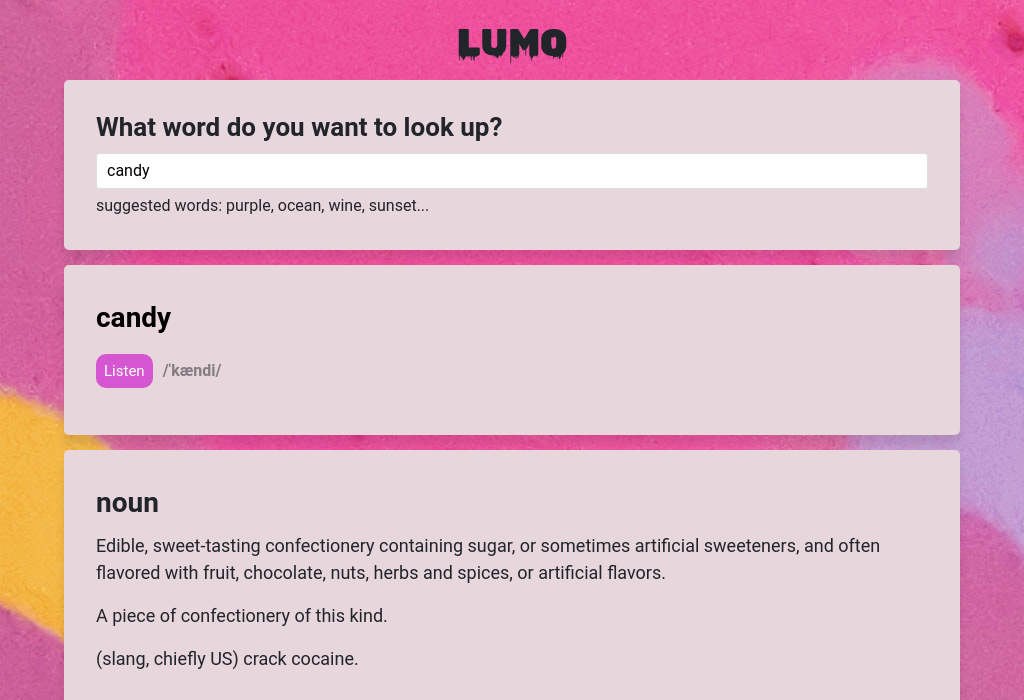 LUMO
What word do you want to look up?
candy
suggested words: purple, ocean, wine, sunset...
candy
Listen /ˈkændi/
noun
Edible, sweet-tasting confectionery containing sugar, or sometimes artificial sweeteners, and often
flavored with fruit, chocolate, nuts, herbs and spices, or artificial flavors.
A piece of confectionery of this kind.
(slang, chiefly US) crack cocaine.